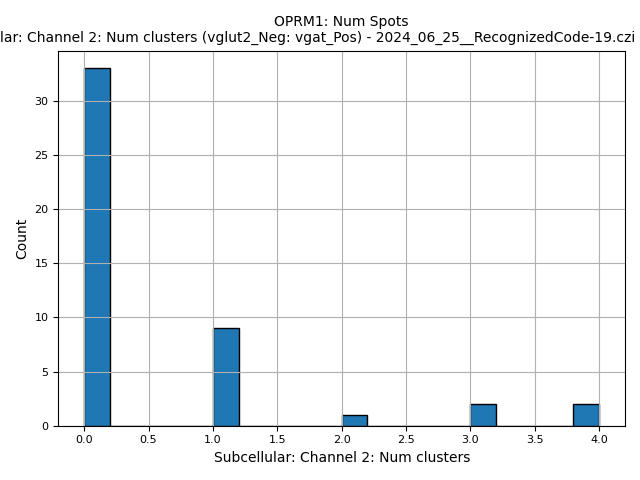 OPRM1: Num Spots
lar: Channel 2: Num clusters (vglut2_Neg: vgat_Pos) - 2024_06_25__RecognizedCode-19.czi
Count
30
25
20
15
10
5
0
0.0 0.5 1.0 1.5 2.0 2.5 3.0 3.5 4.0
Subcellular: Channel 2: Num clusters